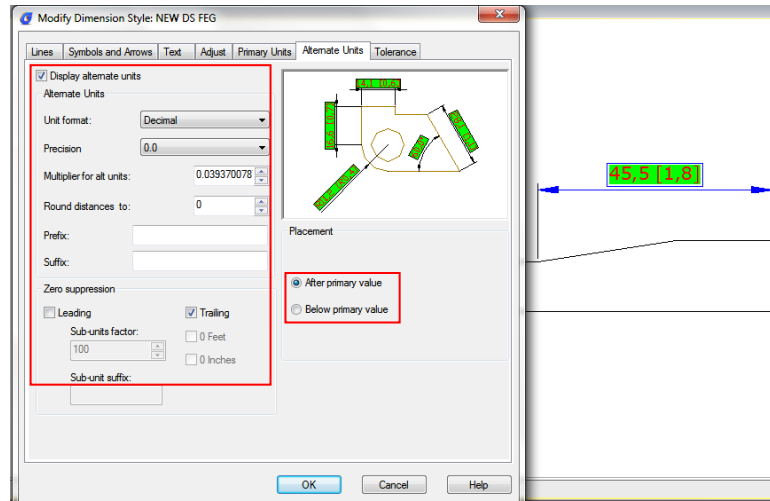 Modify Dimension Style: NEW DS FEG
Lines Symbols and Arrows Text Adjust Primary Units Alternate Units Tolerance
Display alternate units
Alternate Units
Unit format: Decimal
Precision 0.0
Multiplier for alt units: 0.039370078
Round distances to: 0
Prefix:
Suffix:
Zero suppression
Leading Trailing
Sub-units factor:
100
0 Feet
0 Inches
Sub-unit suffix:
Placement
After primary value
Below primary value
OK Cancel Help
45,5 [1,8]